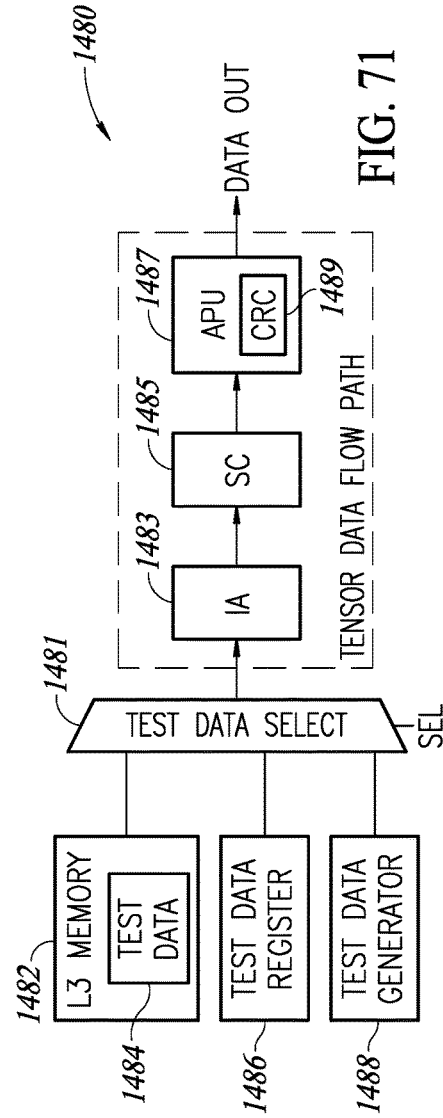 1480
1482
L3 MEMORY
TEST
DATA
1484
TEST DATA
REGISTER
1486
TEST DATA
GENERATOR
1488
1481
TEST DATA SELECT
SEL
1483
IA
1485
SC
1487
APU
CRC
1489
TENSOR DATA FLOW PATH
DATA OUT
FIG. 71